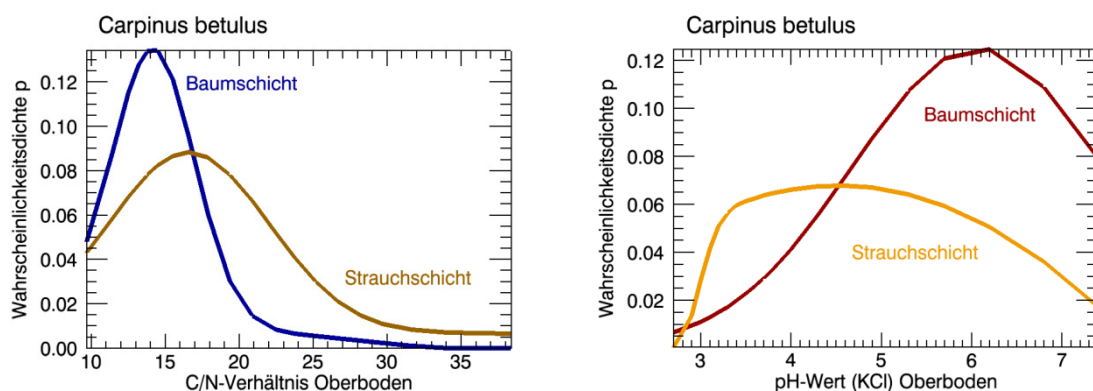 Carpinus betulus
Wahrscheinlichkeitsdichte p
0.12
0.10
0.08
0.06
0.04
0.02
0.00
Baumschicht
Strauchschicht
10 15 20 25 30 35
C/N-Verhältnis Oberboden
Carpinus betulus
Wahrscheinlichkeitsdichte p
0.12
0.10
0.08
0.06
0.04
0.02
Baumschicht
Strauchschicht
3 4 5 6 7
pH-Wert (KCl) Oberboden